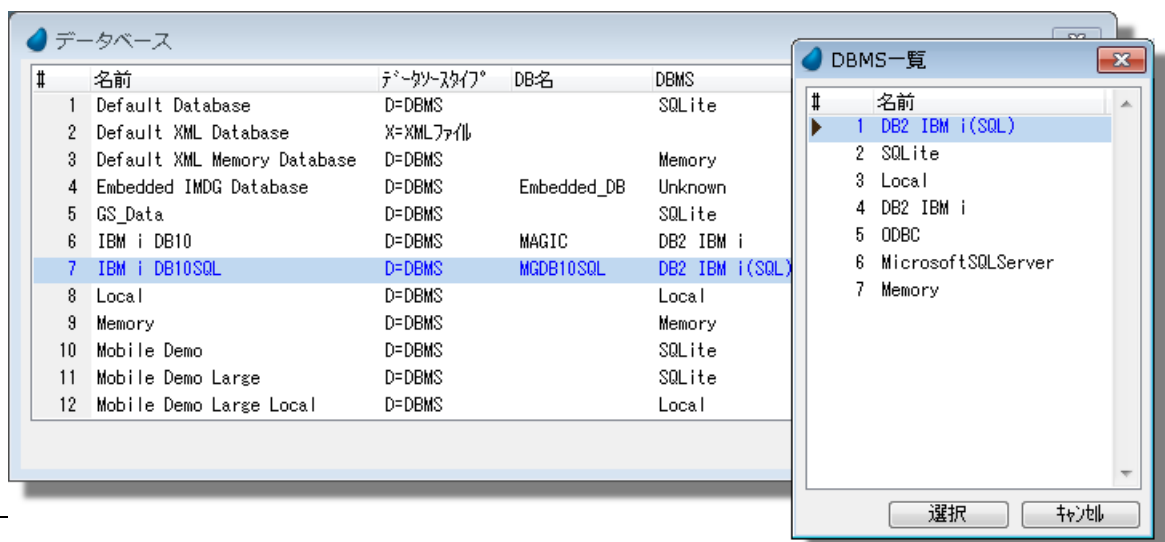 データベース
# 名前 ﾃﾞｰﾀｿｰｽﾀｲﾌﾟ DB名 DBMS
1 Default Database D=DBMS SQLite
2 Default XML Database X=XMLﾌｧｲﾙ
3 Default XML Memory Database D=DBMS Memory
4 Embedded IMDG Database D=DBMS Embedded_DB Unknown
5 GS_Data D=DBMS SQLite
6 IBM i DB10 D=DBMS MAGIC DB2 IBM i
7 IBM i DB10SQL D=DBMS MGDB10SQL DB2 IBM i(SQL)
8 Local D=DBMS Local
9 Memory D=DBMS Memory
10 Mobile Demo D=DBMS SQLite
11 Mobile Demo Large D=DBMS SQLite
12 Mobile Demo Large Local D=DBMS Local
DBMS一覧
# 名前
1 DB2 IBM i(SQL)
2 SQLite
3 Local
4 DB2 IBM i
5 ODBC
6 MicrosoftSQLServer
7 Memory
選択 ｷｬﾝｾﾙ